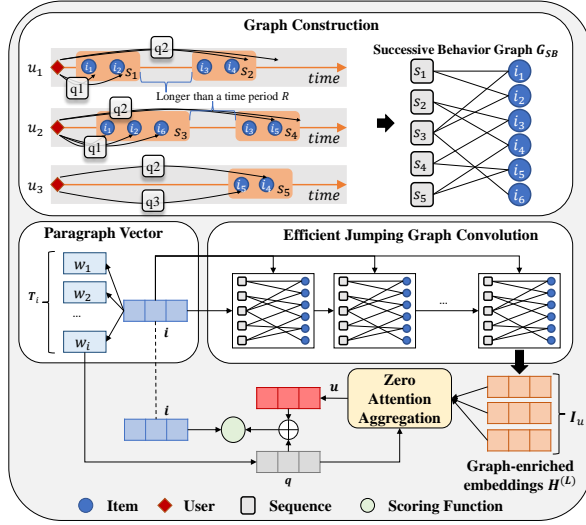 Graph Construction
q2
u1 i1 i2 s1 i3 i4 s2 time
q1
Longer than a time period R
q2
u2 i1 i2 i6 s3 i3 i5 s4 time
q1
q2
u3 i5 i4 s5 time
q3
Successive Behavior Graph G_SB
s1 i1
s2 i2
s3 i3
s4 i4
s5 i5
i6
Paragraph Vector
w1
w2
...
wi
T_i
i
Efficient Jumping Graph Convolution
...
u
Zero
Attention
Aggregation
i
q
I_u
Graph-enriched
embeddings H^(L)
Item User Sequence Scoring Function